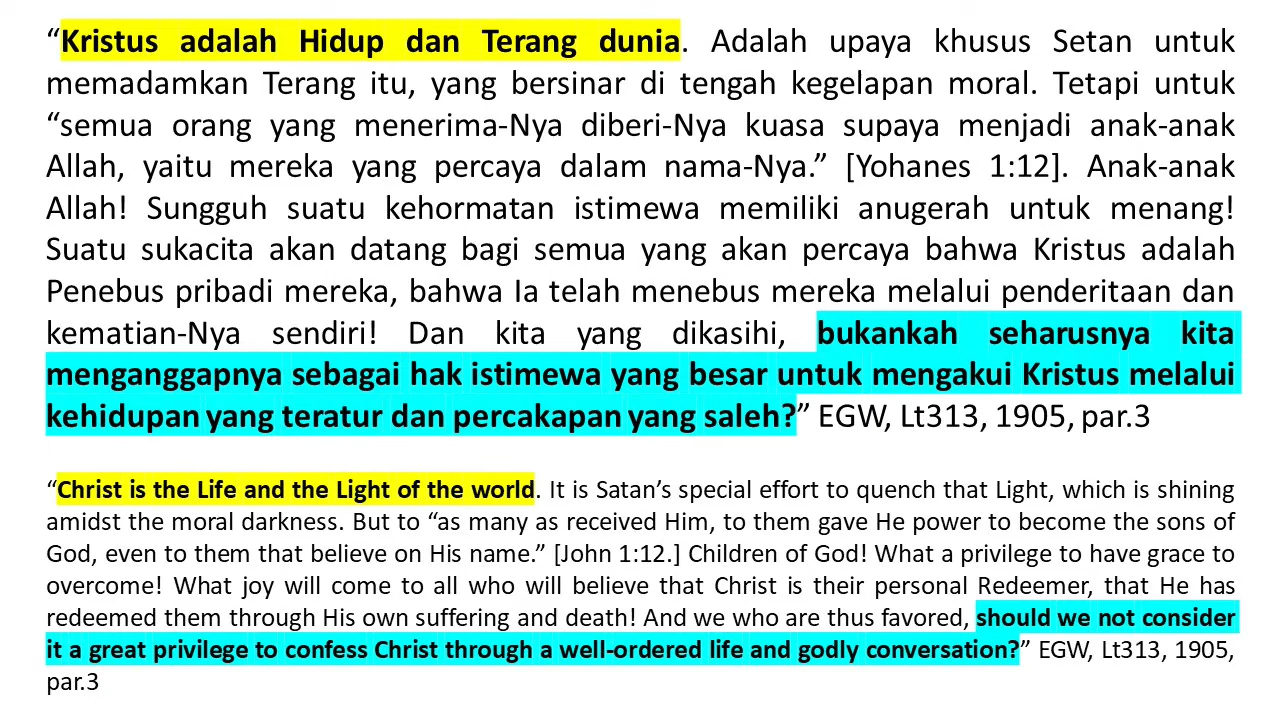 “Kristus adalah Hidup dan Terang dunia. Adalah upaya khusus Setan untuk
memadamkan Terang itu, yang bersinar di tengah kegelapan moral. Tetapi untuk
“semua orang yang menerima-Nya diberi-Nya kuasa supaya menjadi anak-anak
Allah, yaitu mereka yang percaya dalam nama-Nya.” [Yohanes 1:12]. Anak-anak
Allah! Sungguh suatu kehormatan istimewa memiliki anugerah untuk menang!
Suatu sukacita akan datang bagi semua yang akan percaya bahwa Kristus adalah
Penebus pribadi mereka, bahwa Ia telah menebus mereka melalui penderitaan dan
kematian-Nya sendiri! Dan kita yang dikasihi, bukankah seharusnya kita
menganggapnya sebagai hak istimewa yang besar untuk mengakui Kristus melalui
kehidupan yang teratur dan percakapan yang saleh?” EGW, Lt313, 1905, par.3
“Christ is the Life and the Light of the world. It is Satan’s special effort to quench that Light, which is shining
amidst the moral darkness. But to “as many as received Him, to them gave He power to become the sons of
God, even to them that believe on His name.” [John 1:12.] Children of God! What a privilege to have grace to
overcome! What joy will come to all who will believe that Christ is their personal Redeemer, that He has
redeemed them through His own suffering and death! And we who are thus favored, should we not consider
it a great privilege to confess Christ through a well-ordered life and godly conversation?” EGW, Lt313, 1905,
par.3